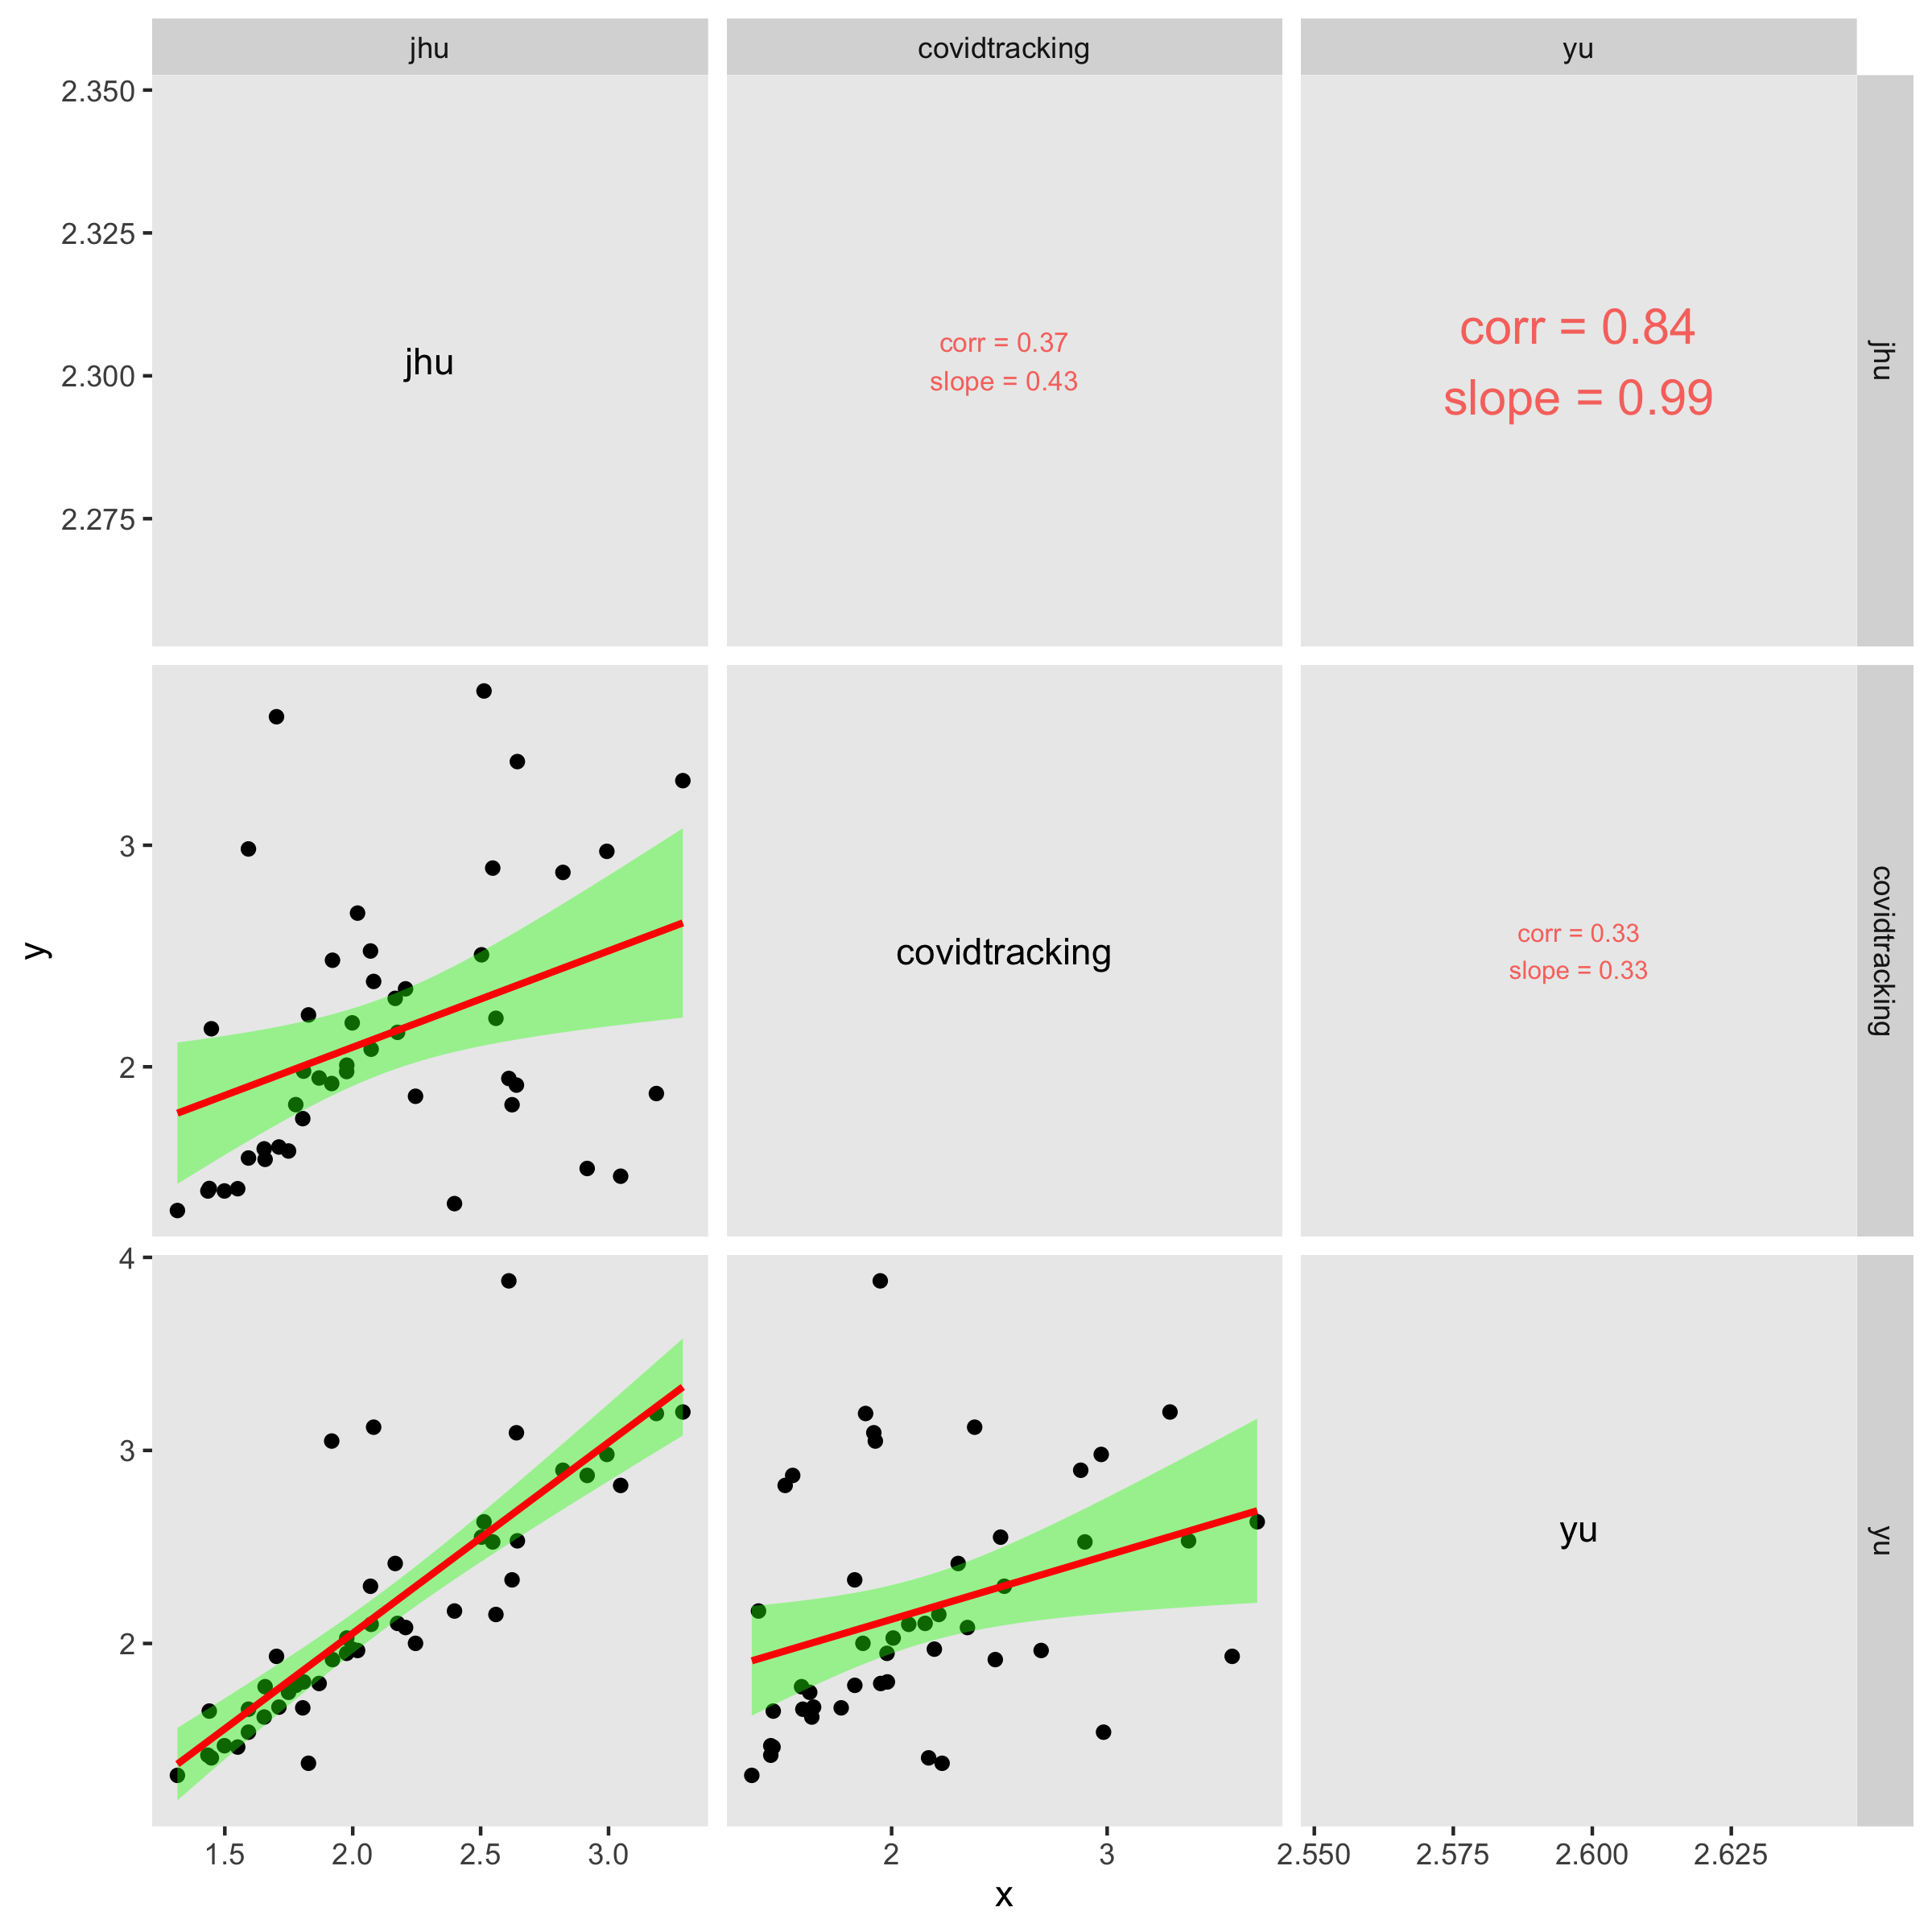 jhu
covidtracking
yu
2.350
2.325
2.300
2.275
jhu
corr = 0.37
slope = 0.43
corr = 0.84
slope = 0.99
jhu
y
3
2
covidtracking
corr = 0.33
slope = 0.33
covidtracking
4
3
2
yu
yu
1.5 2.0 2.5 3.0
2 3
2.550 2.575 2.600 2.625
x